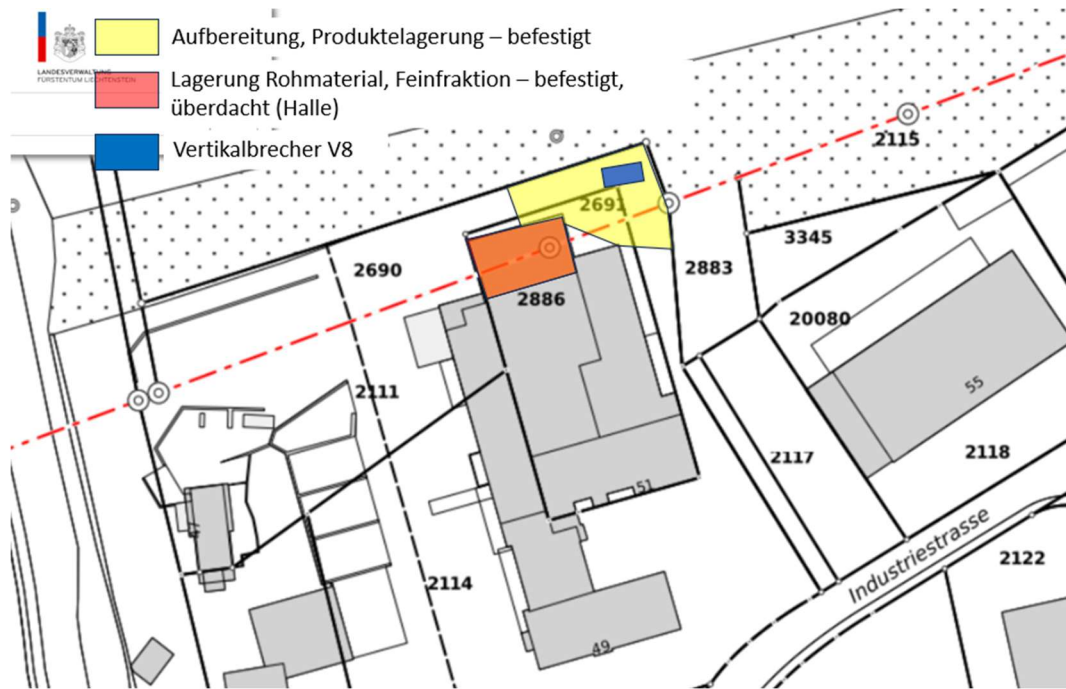 Aufbereitung, Produktelagerung – befestigt
LANDESVERWALTUNG
FÜRSTENTUM LIECHTENSTEIN
Lagerung Rohmaterial, Feinfraktion – befestigt,
überdacht (Halle)
Vertikalbrecher V8
2115
2691
3345
2690
2883
2886
20080
2111
55
2117
2118
51
Industriestrasse
2122
2114
49